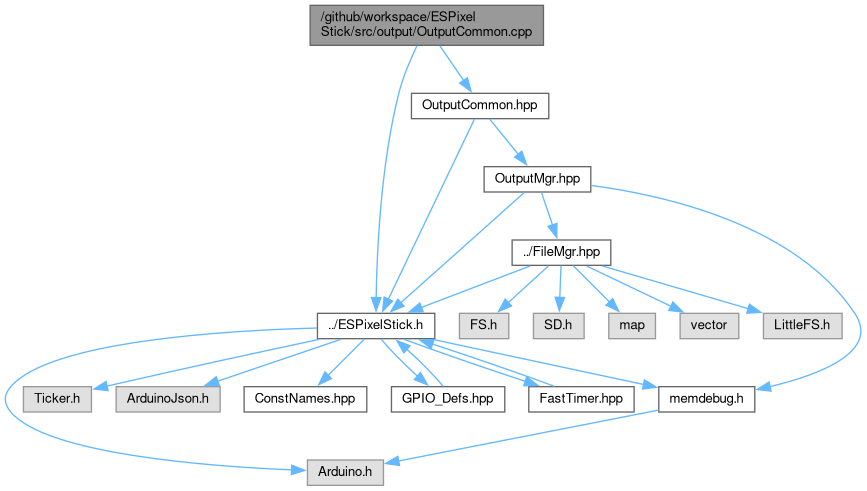 /github/workspace/ESPixel
Stick/src/output/OutputCommon.cpp
OutputCommon.hpp
OutputMgr.hpp
../FileMgr.hpp
../ESPixelStick.h
FS.h
SD.h
map
vector
LittleFS.h
Ticker.h
ArduinoJson.h
ConstNames.hpp
GPIO_Defs.hpp
FastTimer.hpp
memdebug.h
Arduino.h